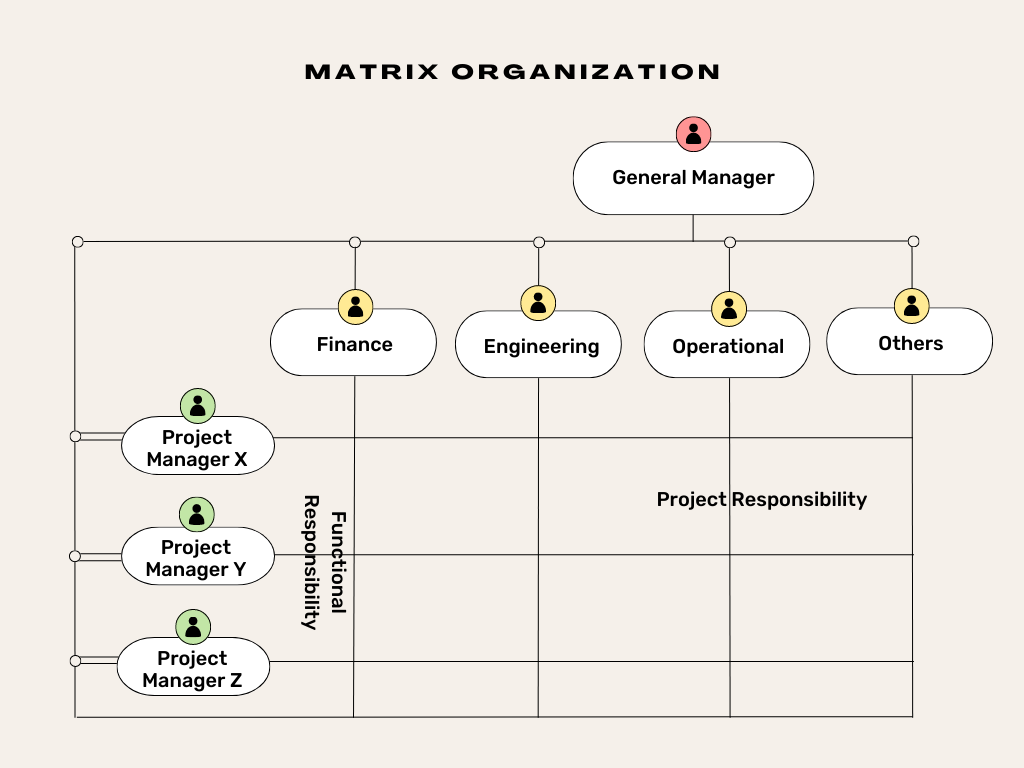 MATRIX ORGANIZATION
General Manager
Finance
Engineering
Operational
Others
Project
Manager X
Project Responsibility
Functional
Responsibility
Project
Manager Y
Project
Manager Z